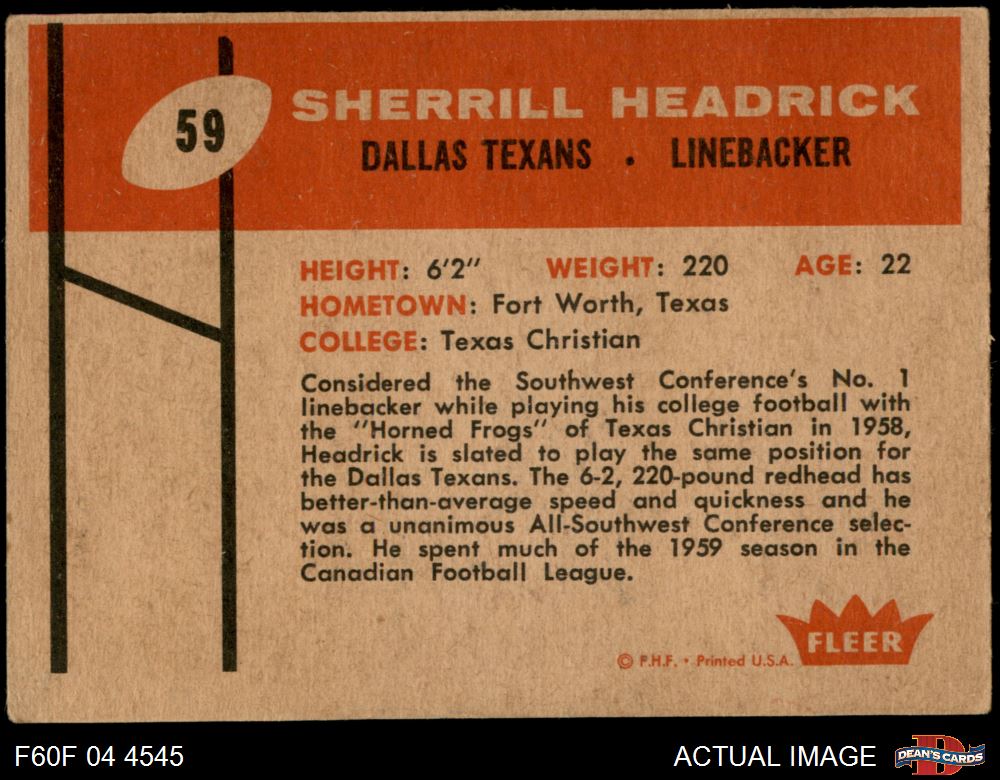 59
SHERRILL HEADRICK
DALLAS TEXANS . LINEBACKER
HEIGHT: 6'2" WEIGHT: 220 AGE: 22
HOMETOWN: Fort Worth, Texas
COLLEGE: Texas Christian
Considered the Southwest Conference's No. 1
linebacker while playing his college football with
the "Horned Frogs" of Texas Christian in 1958,
Headrick is slated to play the same position for
the Dallas Texans. The 6-2, 220-pound redhead has
better-than-average speed and quickness and he
was a unanimous All-Southwest Conference selec-
tion. He spent much of the 1959 season in the
Canadian Football League.
FLEER
© F.H.F. • Printed U.S.A.
F60F 04 4545
ACTUAL IMAGE
D
DEAN'S CARDS